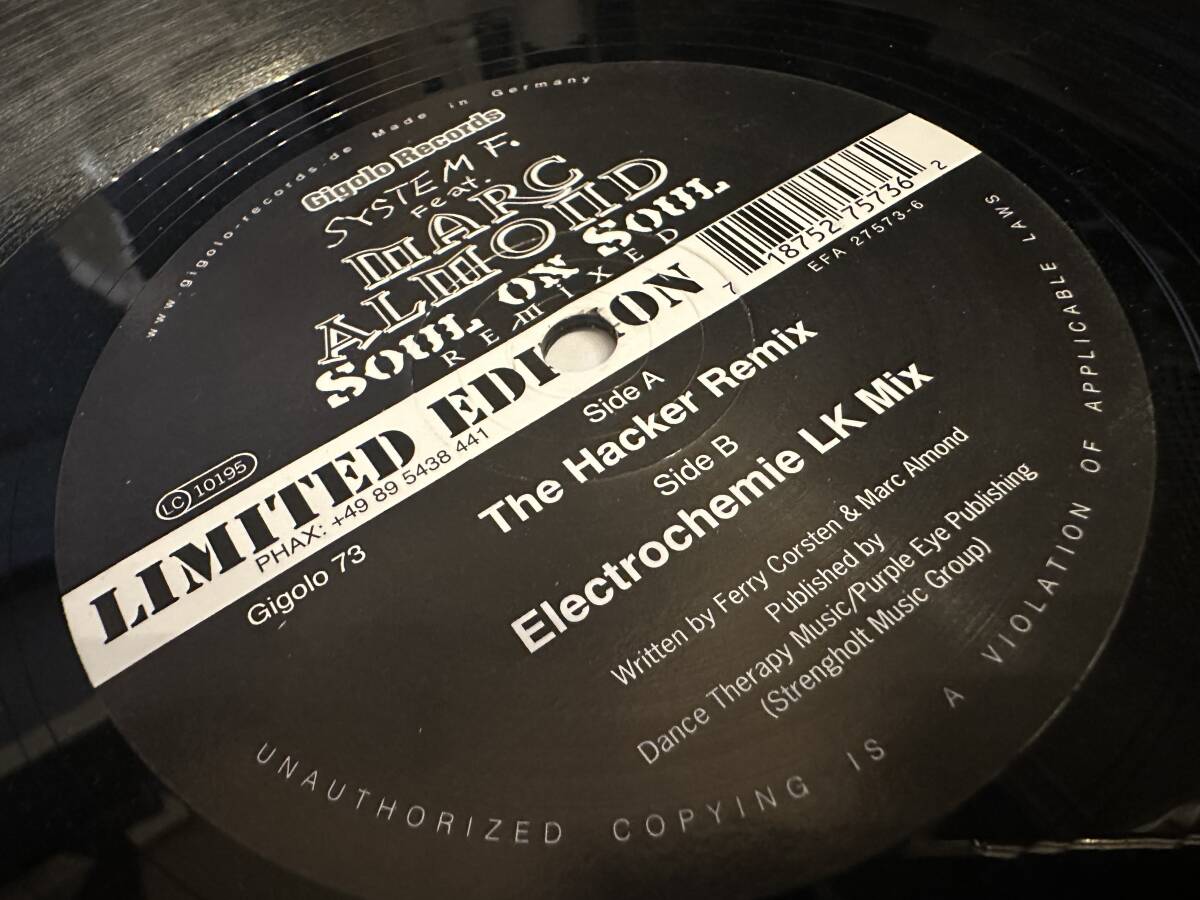 www.gigolo-records.de Made in Germany
Gigolo Records
SYSTEM F.
Feat.
MARC
ALMOND
SOUL ON SOUL
REMIXED
LIMITED EDITION
7 18752 75736 2
EFA 27573-6
LC 10195
PHAX: +49 89 5438 441
Gigolo 73
Side A
The Hacker Remix
Side B
Electrochemie LK Mix
Written by Ferry Corsten & Marc Almond
Published by
Dance Therapy Music/Purple Eye Publishing
(Strengholt Music Group)
UNAUTHORIZED COPYING IS A VIOLATION OF APPLICABLE LAWS